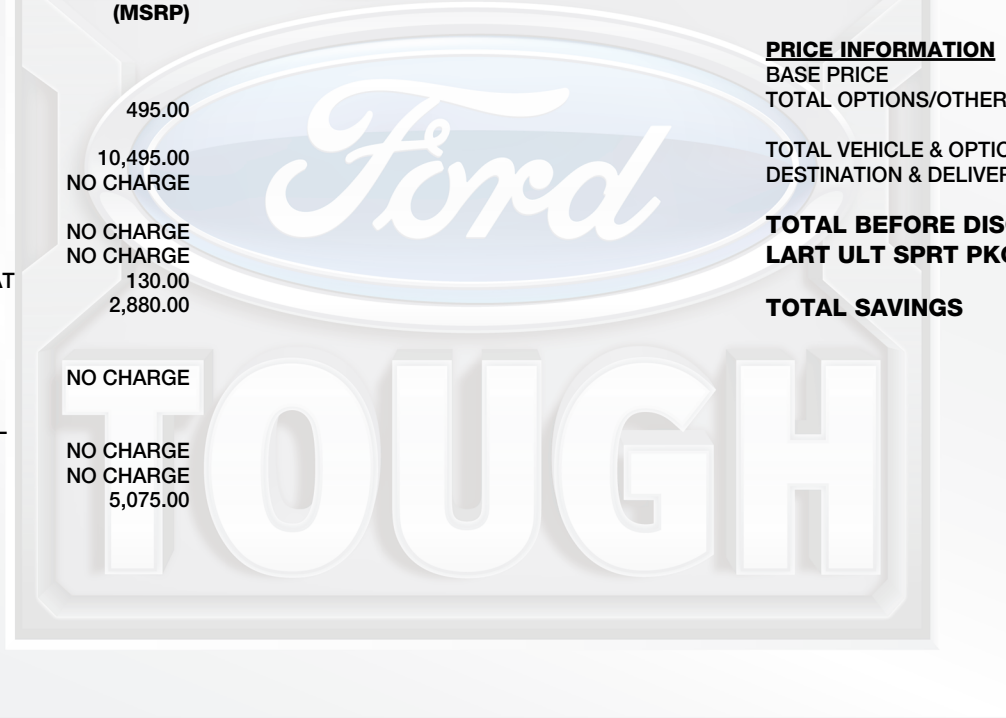 (MSRP)
495.00
10,495.00
NO CHARGE
NO CHARGE
NO CHARGE
AT 130.00
2,880.00
NO CHARGE
NO CHARGE
NO CHARGE
5,075.00
PRICE INFORMATION
BASE PRICE
TOTAL OPTIONS/OTHER
TOTAL VEHICLE & OPTIO
DESTINATION & DELIVER
TOTAL BEFORE DIS
LART ULT SPRT PK
TOTAL SAVINGS
Ford
TOUGH